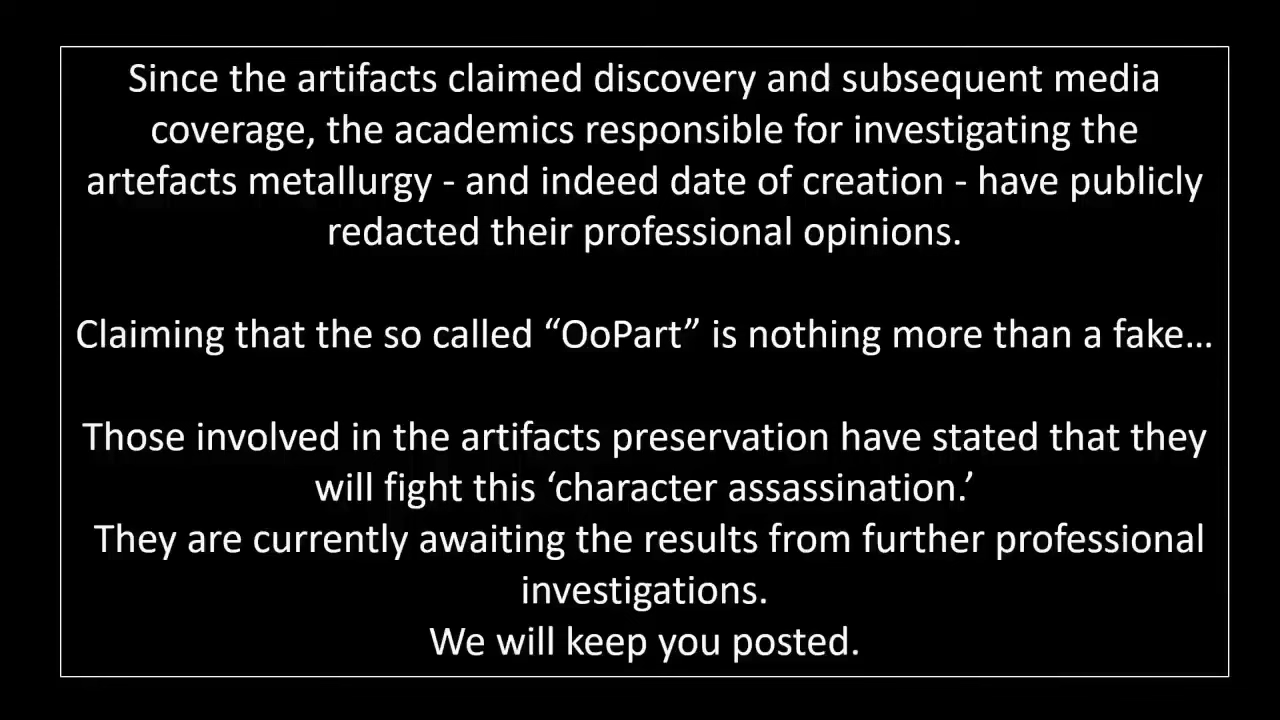 Since the artifacts claimed discovery and subsequent media
coverage, the academics responsible for investigating the
artefacts metallurgy - and indeed date of creation - have publicly
redacted their professional opinions.
Claiming that the so called “OoPart” is nothing more than a fake…
Those involved in the artifacts preservation have stated that they
will fight this ‘character assassination.’
They are currently awaiting the results from further professional
investigations.
We will keep you posted.